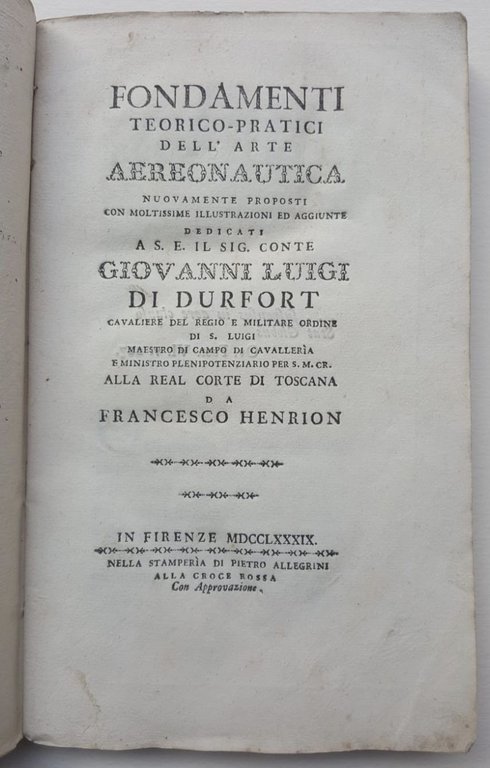 FONDAMENTI
TEORICO-PRATICI
DELL' ARTE
AEREONAUTICA
NUOVAMENTE PROPOSTI
CON MOLTISSIME ILLUSTRAZIONI ED AGGIUNTE
DEDICATI
A S. E. IL SIG. CONTE
GIOVANNI LUIGI
DI DURFORT
CAVALIERE DEL REGIO E MILITARE ORDINE
DI S. LUIGI
MAESTRO DI CAMPO DI CAVALLERÌA
E MINISTRO PLENIPOTENZIARIO PER S. M. CR.
ALLA REAL CORTE DI TOSCANA
DA
FRANCESCO HENRION
IN FIRENZE MDCCLXXXIX.
NELLA STAMPERÌA DI PIETRO ALLEGRINI
ALLA CROCE ROSSA
Con Approvazione.